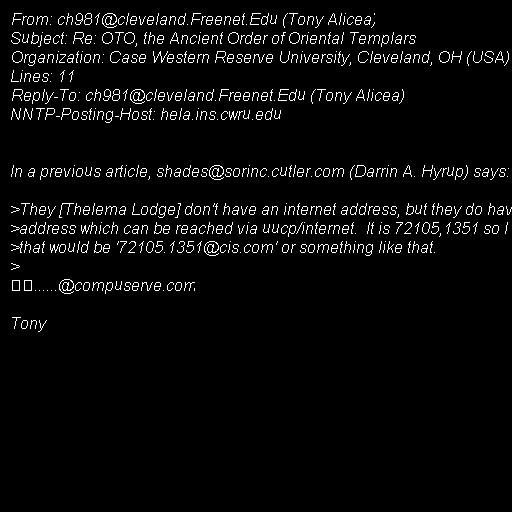 From: ch981@cleveland.Freenet.Edu (Tony Alicea)
Subject: Re: OTO, the Ancient Order of Oriental Templars
Organization: Case Western Reserve University, Cleveland, OH (USA)
Lines: 11
Reply-To: ch981@cleveland.Freenet.Edu (Tony Alicea)
NNTP-Posting-Host: hela.ins.cwru.edu
In a previous article, shades@sorinc.cutler.com (Darrin A. Hyrup) says:
>They [Thelema Lodge] don't have an internet address, but they do hav
>address which can be reached via uucp/internet.  It is 72105,1351 so I
>that would be '72105.1351@cis.com' or something like that.
>
......@compuserve.com.
Tony